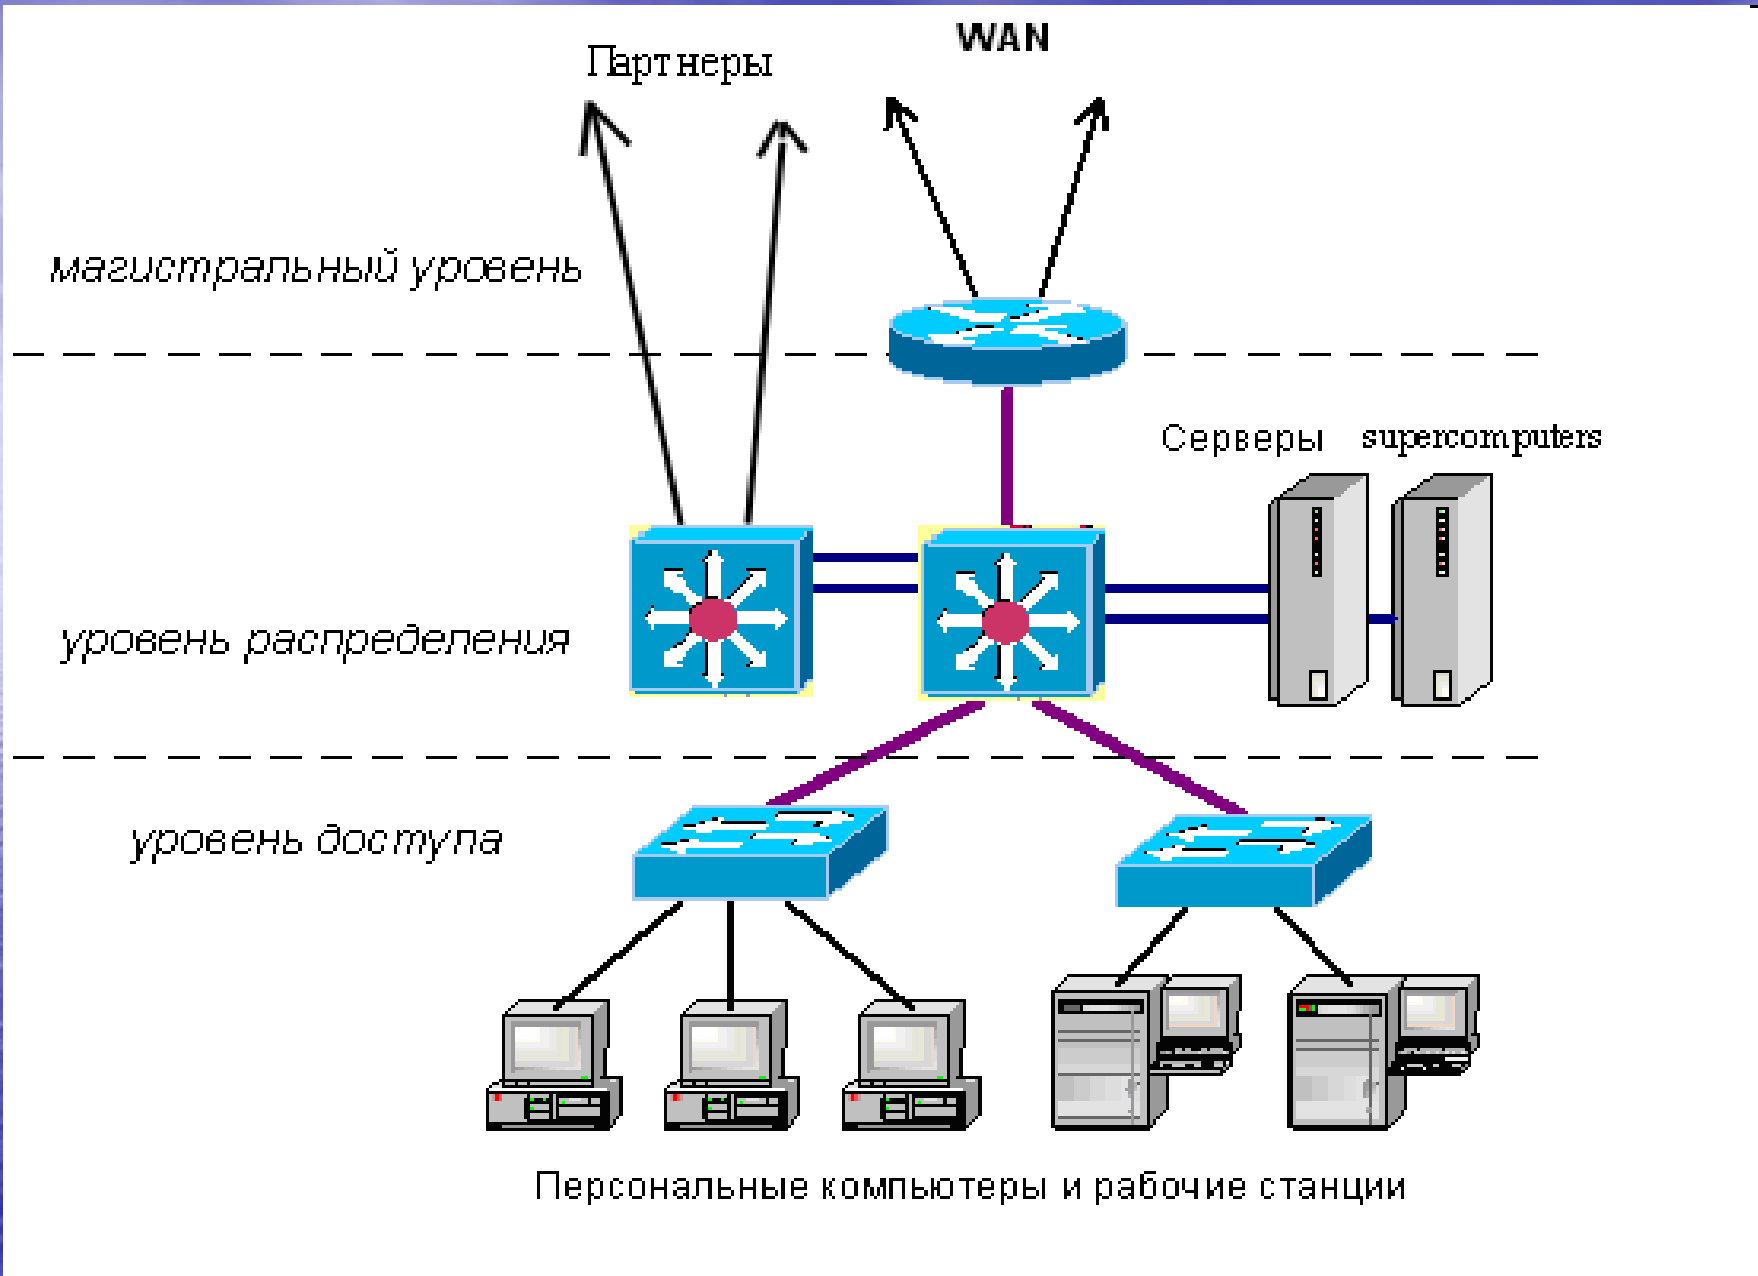 WAN
Партнеры
магистральный уровень
Серверы supercomputers
уровень распределения
уровень доступа
Персональные компьютеры и рабочие станции